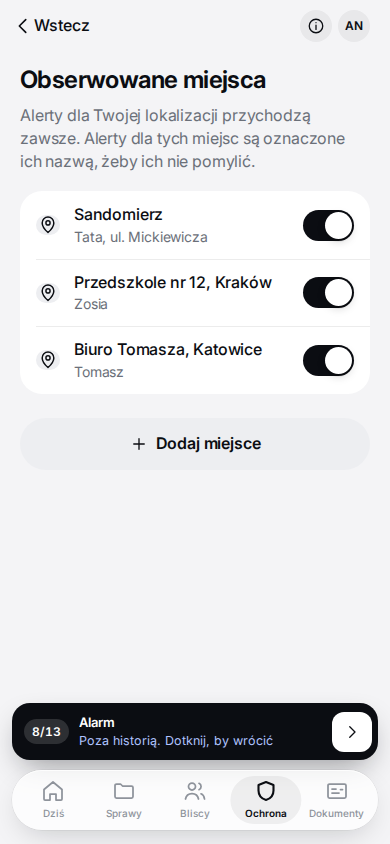 Wstecz
AN
Obserwowane miejsca
Alerty dla Twojej lokalizacji przychodzą
zawsze. Alerty dla tych miejsc są oznaczone
ich nazwą, żeby ich nie pomylić.
Sandomierz
Tata, ul. Mickiewicza
Przedszkole nr 12, Kraków
Zosia
Biuro Tomasza, Katowice
Tomasz
Dodaj miejsce
8/13
Alarm
Poza historią. Dotknij, by wrócić
Dziś
Sprawy
Bliscy
Ochrona
Dokumenty